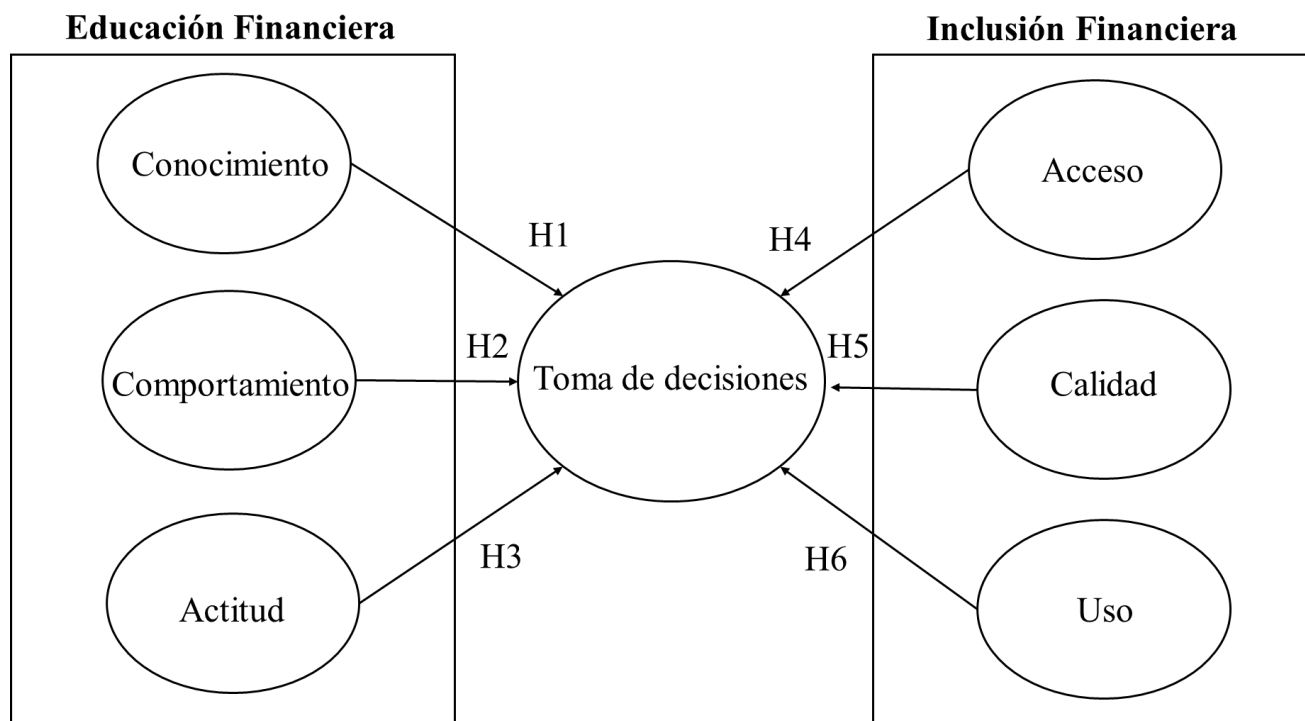 Educación Financiera
Inclusión Financiera
Conocimiento
Acceso
H1
H4
Comportamiento
H2
Toma de decisiones
H5
Calidad
Actitud
H3
H6
Uso